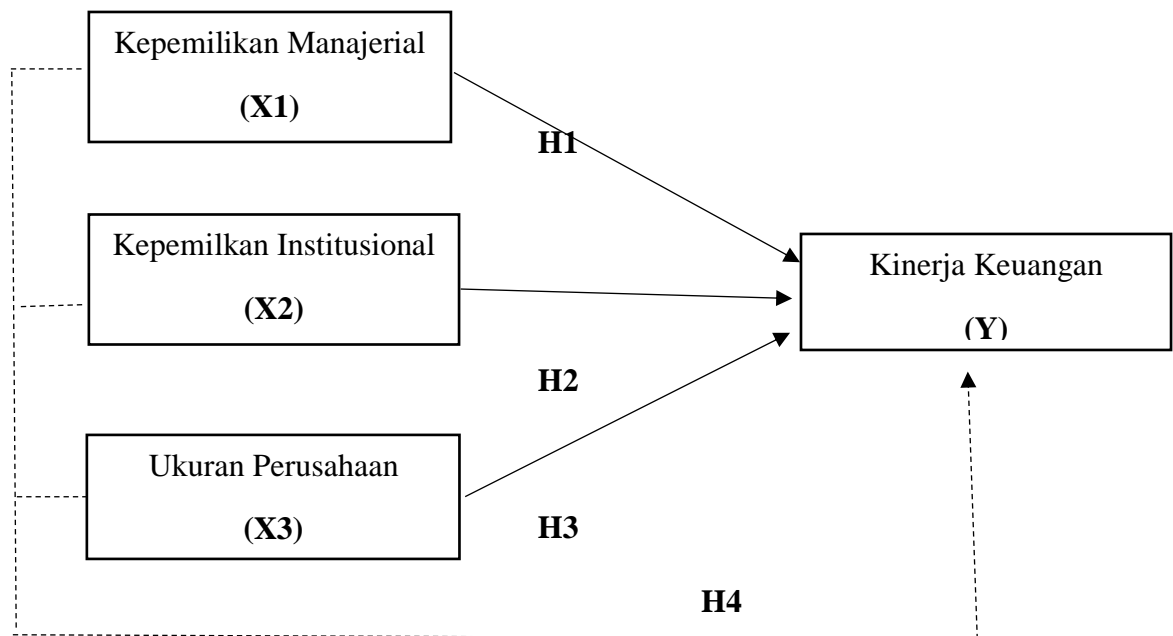 Kepemilikan Manajerial
(X1)
H1
Kepemilkan Institusional
(X2)
Kinerja Keuangan
(Y)
H2
Ukuran Perusahaan
(X3)
H3
H4